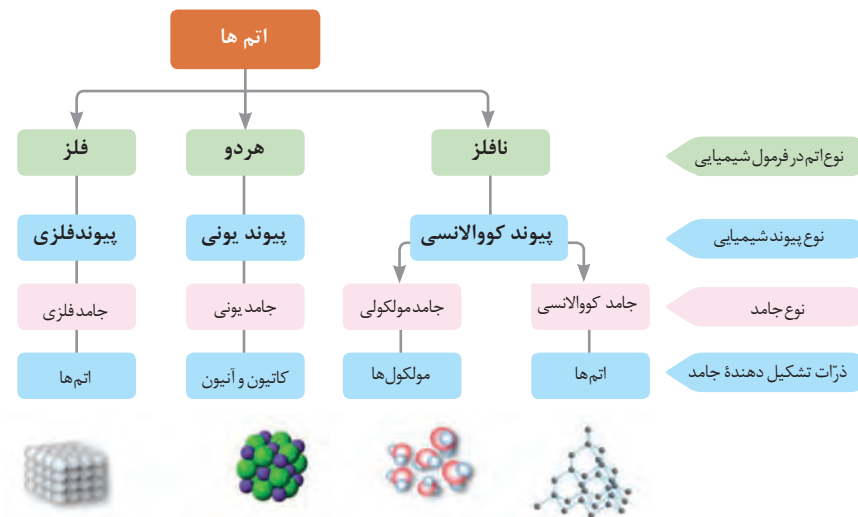 اتم ها
نوع اتم در فرمول شیمیایی
نافلز
هردو
فلز
نوع پیوند شیمیایی
پیوند کووالانسی
پیوند یونی
پیوندفلزی
نوع جامد
جامد کووالانسی
جامد مولکولی
جامد یونی
جامد فلزی
ذرّات تشکیل دهندۀ جامد
اتم‌ها
مولکول‌ها
کاتیون و آنیون
اتم‌ها